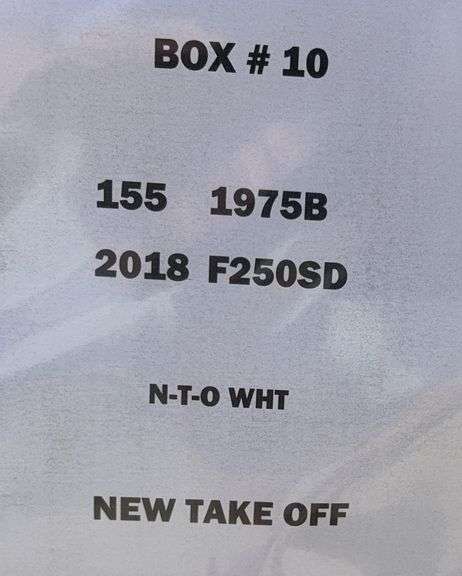 BOX # 10
155 1975B
2018 F250SD
N-T-O WHT
NEW TAKE OFF